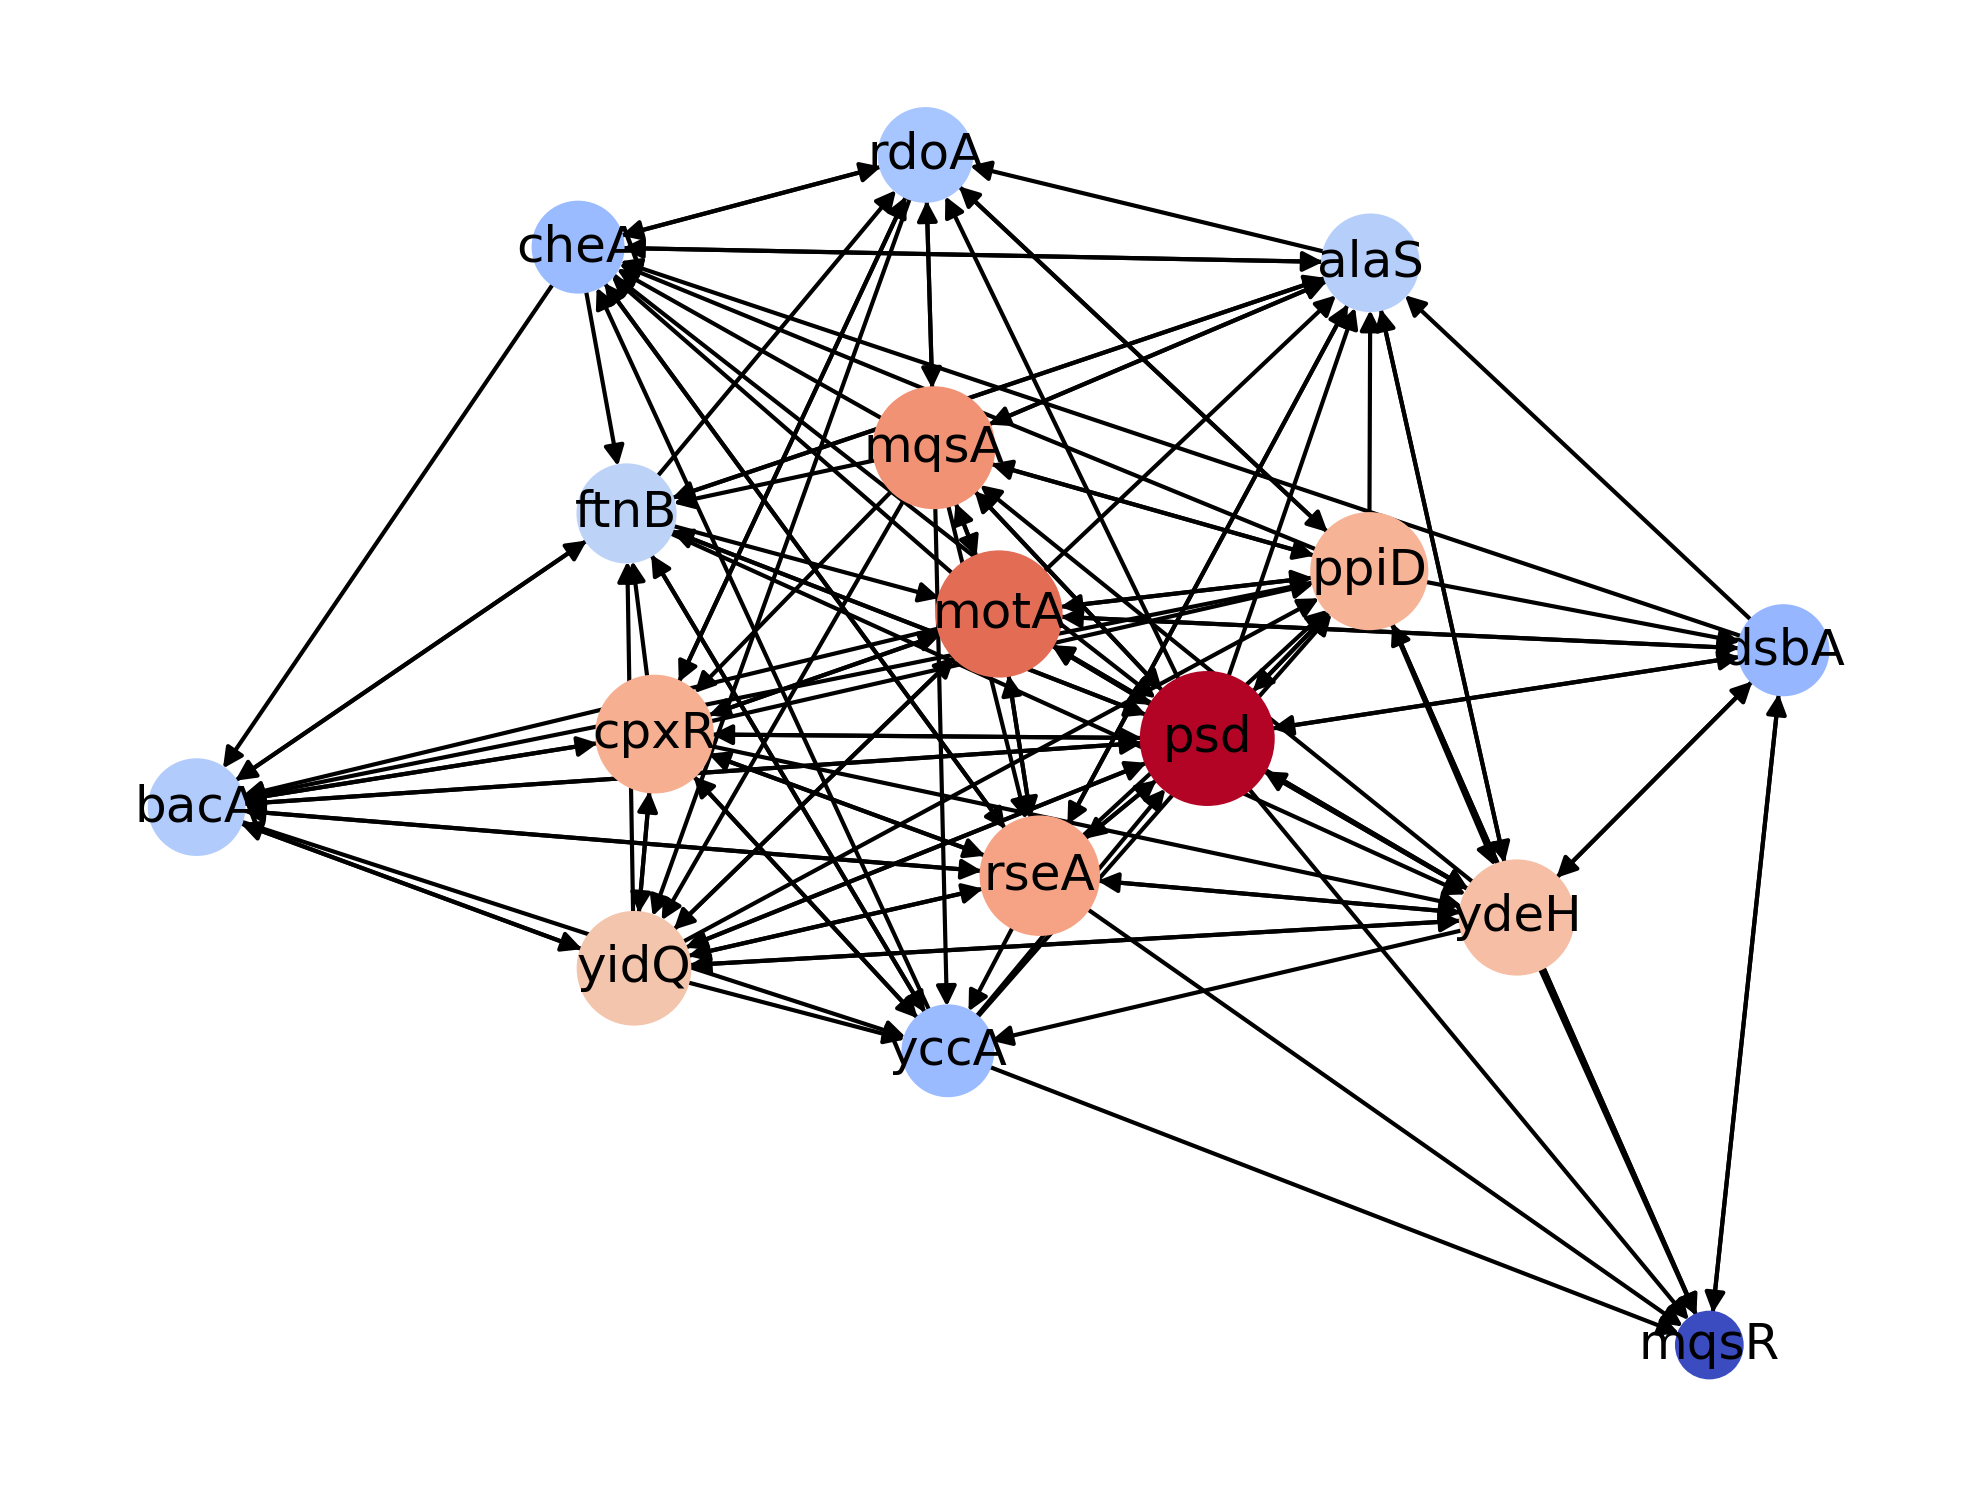 rdoA
cheA
alaS
mqsA
ftnB
ppiD
motA
dsbA
cpxR
psd
bacA
rseA
ydeH
yidQ
yccA
mqsR